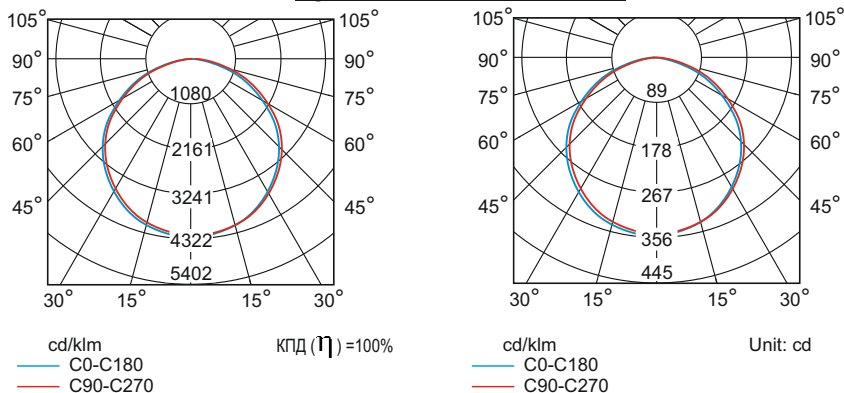 105° 105°
90° 90°
75° 75°
60° 60°
45° 45°
30° 15° 15° 30°
1080
2161
3241
4322
5402
cd/klm
C0-C180
C90-C270
КПД (η) =100%
105° 105°
90° 90°
75° 75°
60° 60°
45° 45°
30° 15° 15° 30°
89
178
267
356
445
cd/klm
C0-C180
C90-C270
Unit: cd